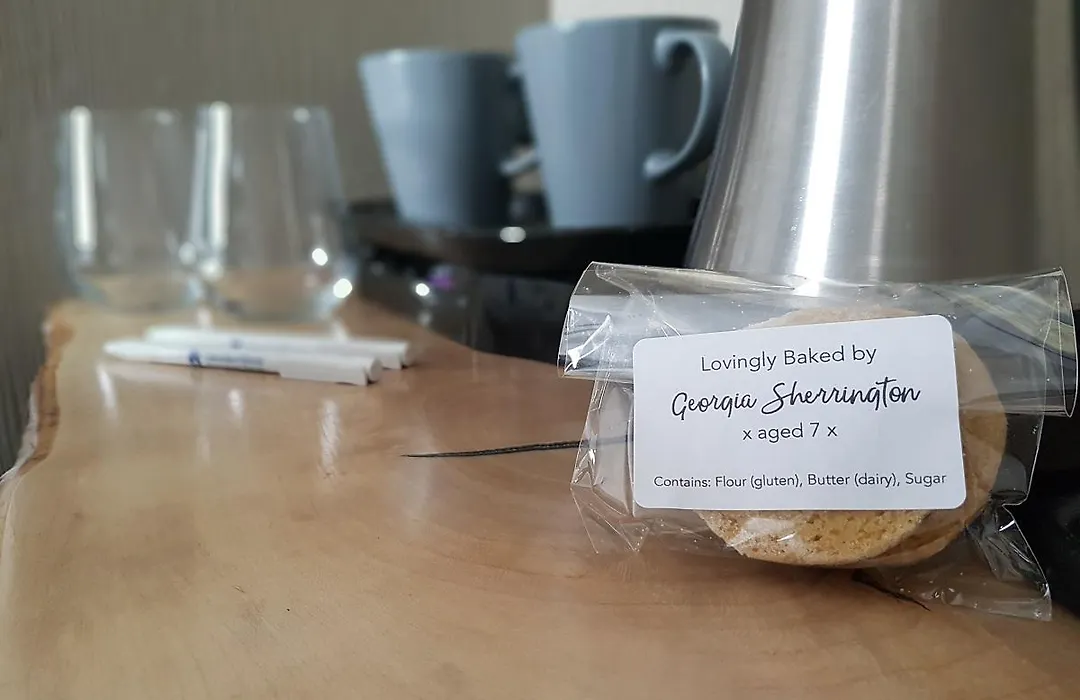 Lovingly Baked by
Georgia Sherrington
x aged 7 x
Contains: Flour (gluten), Butter (dairy), Sugar